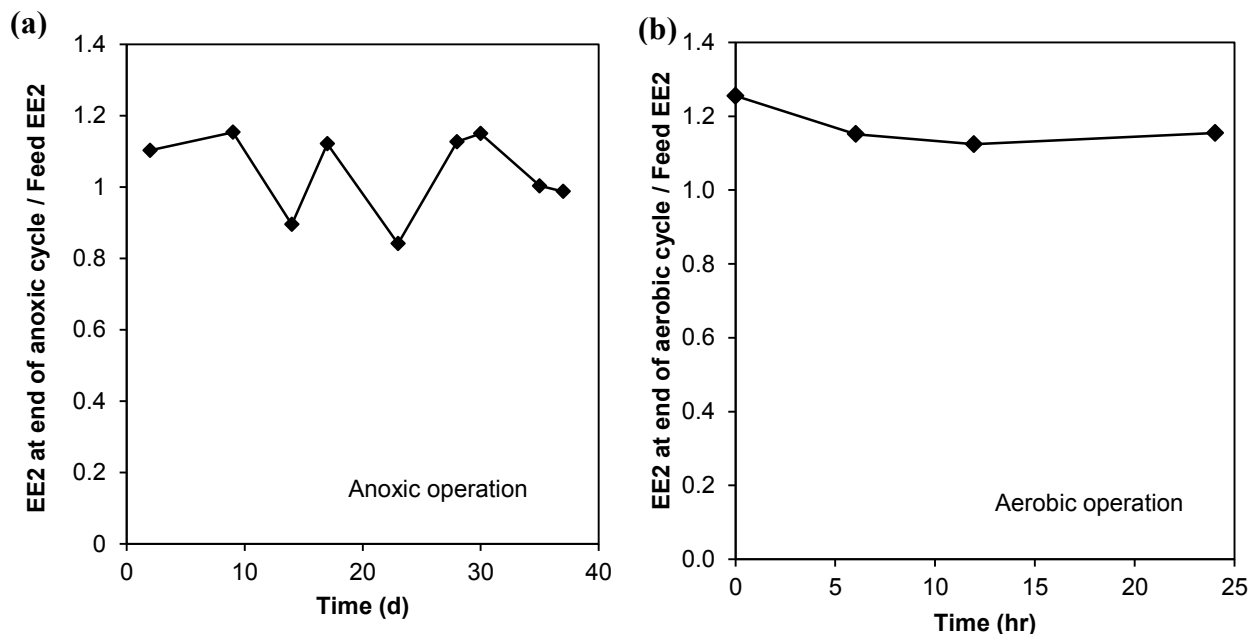 (a)
EE2 at end of anoxic cycle / Feed EE2
1.4
1.2
1
0.8
0.6
0.4
0.2
0
Anoxic operation
0 10 20 30 40
Time (d)
(b)
EE2 at end of aerobic cycle / Feed EE2
1.4
1.2
1.0
0.8
0.6
0.4
0.2
0.0
Aerobic operation
0 5 10 15 20 25
Time (hr)